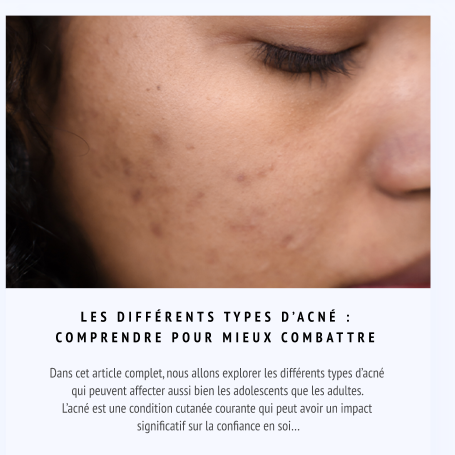 LES DIFFÉRENTS TYPES D'ACNÉ :
COMPRENDRE POUR MIEUX COMBATTRE
Dans cet article complet, nous allons explorer les différents types d'acné
qui peuvent affecter aussi bien les adolescents que les adultes.
L'acné est une condition cutanée courante qui peut avoir un impact
significatif sur la confiance en soi...